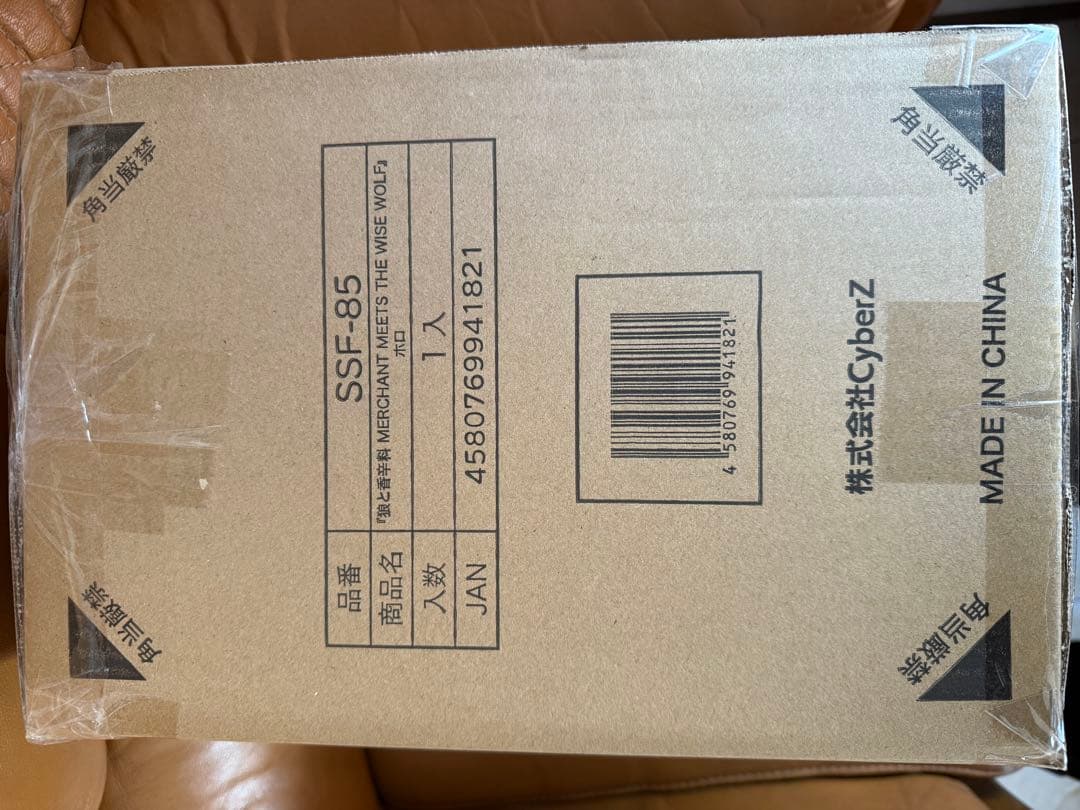 角当厳禁
角当厳禁
品番 SSF-85
商品名 『狼と香辛料 MERCHANT MEETS THE WISE WOLF』
ホロ
入数 1入
JAN 4580769941821
4 580769 941821
株式会社CyberZ
MADE IN CHINA
角当厳禁
角当厳禁